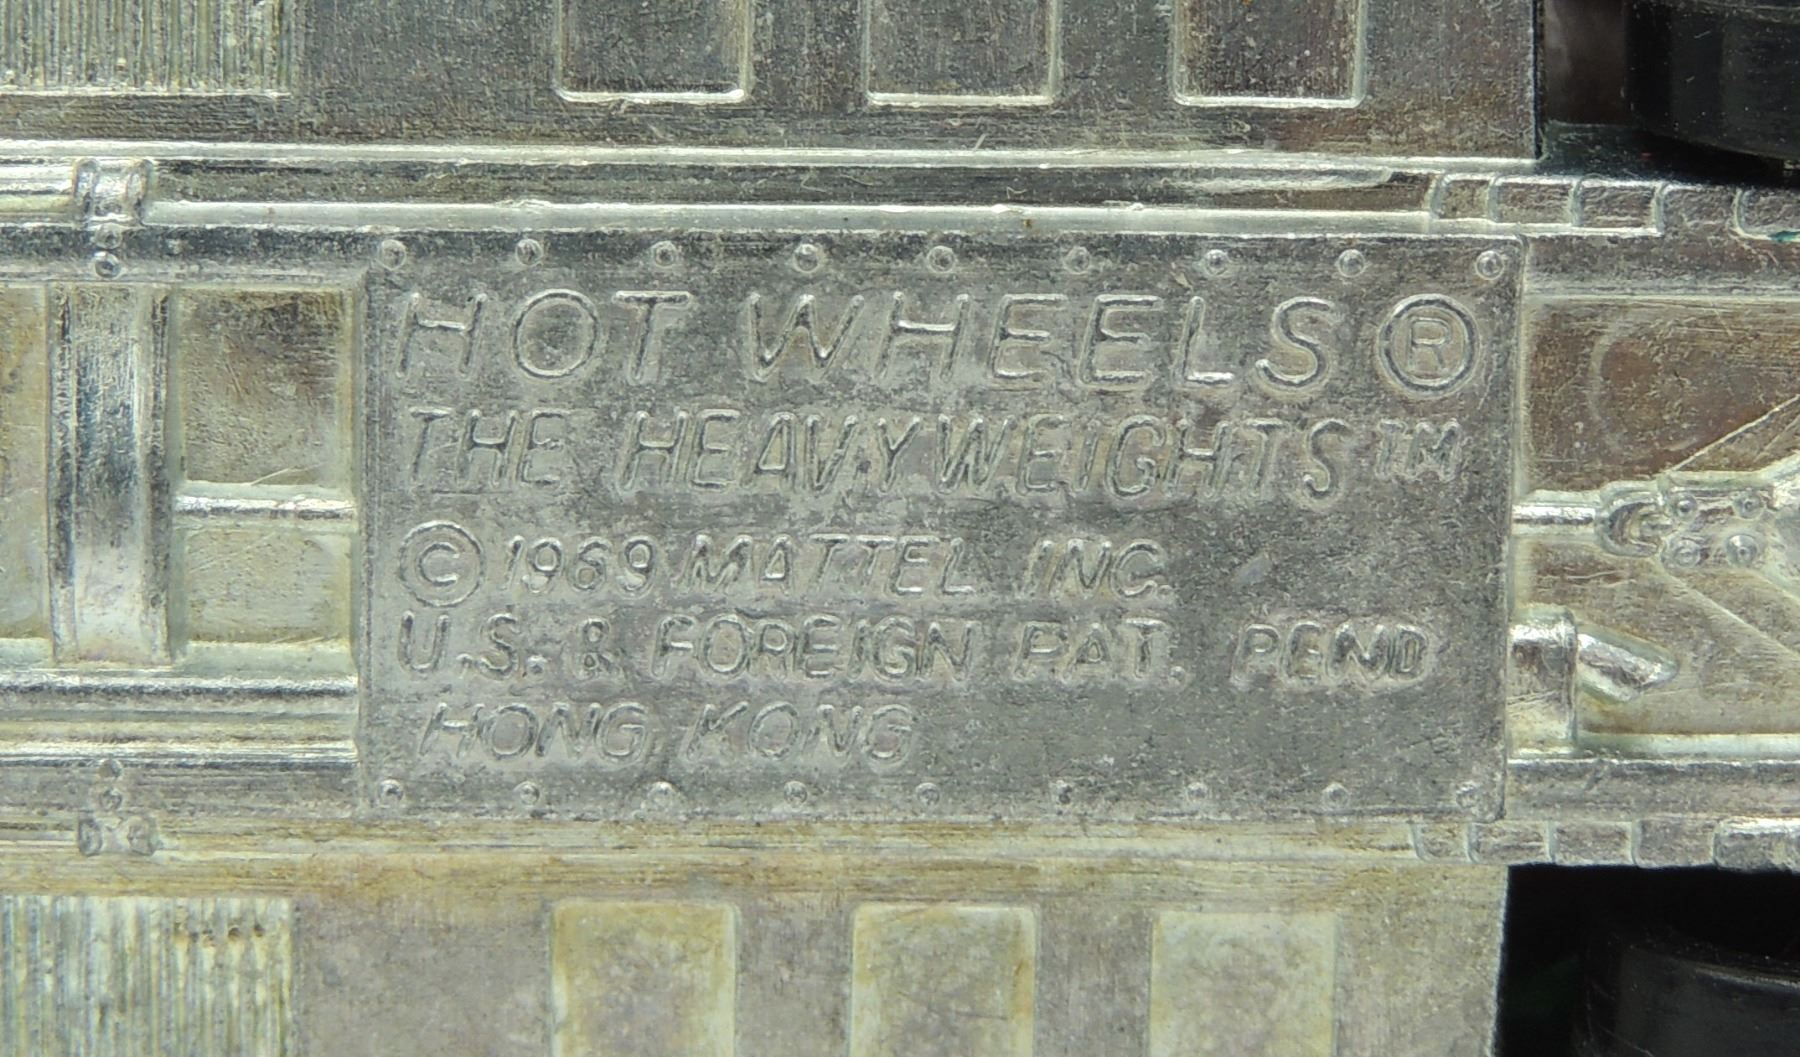 HOT WHEELS ®
THE HEAVYWEIGHTS ™
© 1969 MATTEL INC.
U.S. & FOREIGN PAT. PEND
HONG KONG